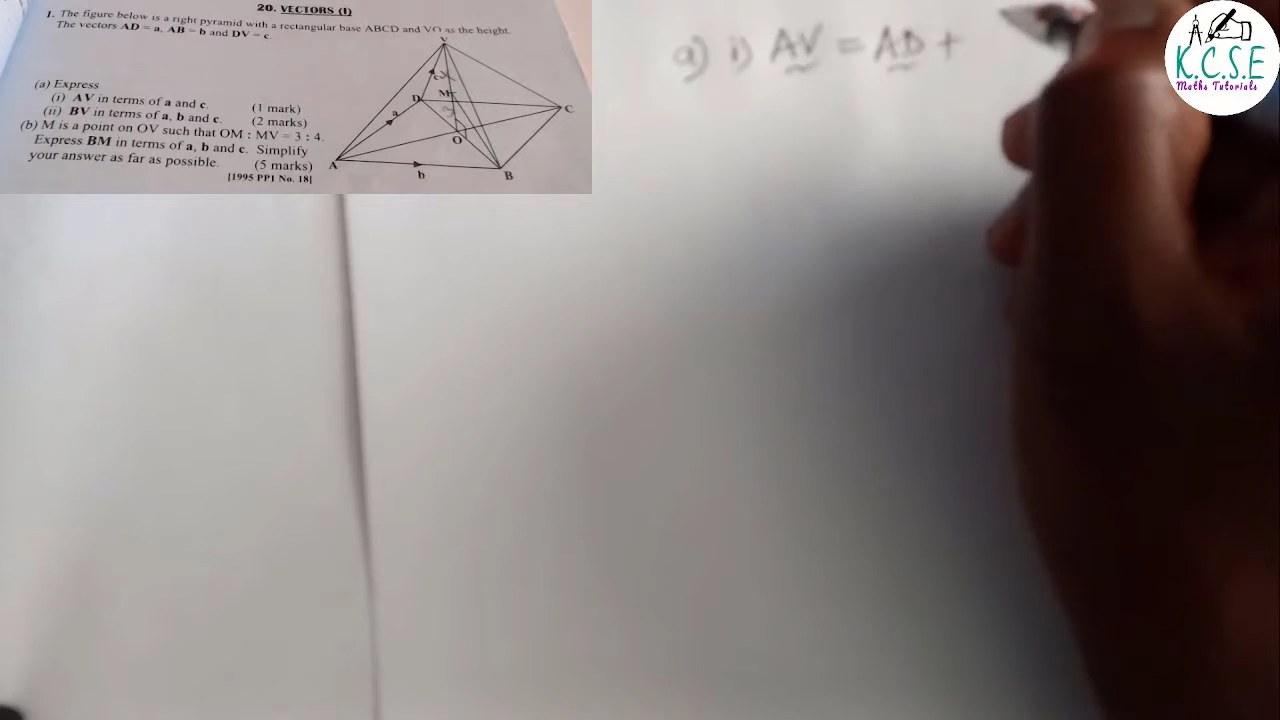 20. VECTORS (I)
1. The figure below is a right pyramid with a rectangular base ABCD and VO as the height.
The vectors AD = a, AB = b and DV = c.
(a) Express
(i) AV in terms of a and c. (1 mark)
(ii) BV in terms of a, b and c. (2 marks)
(b) M is a point on OV such that OM : MV = 3 : 4.
Express BM in terms of a, b and c. Simplify
your answer as far as possible. (5 marks)
[1995 PP1 No. 18]
V
c
D
M
C
a
O
A
b
B
a) i) AV = AD +
K.C.S.E
Maths Tutorials